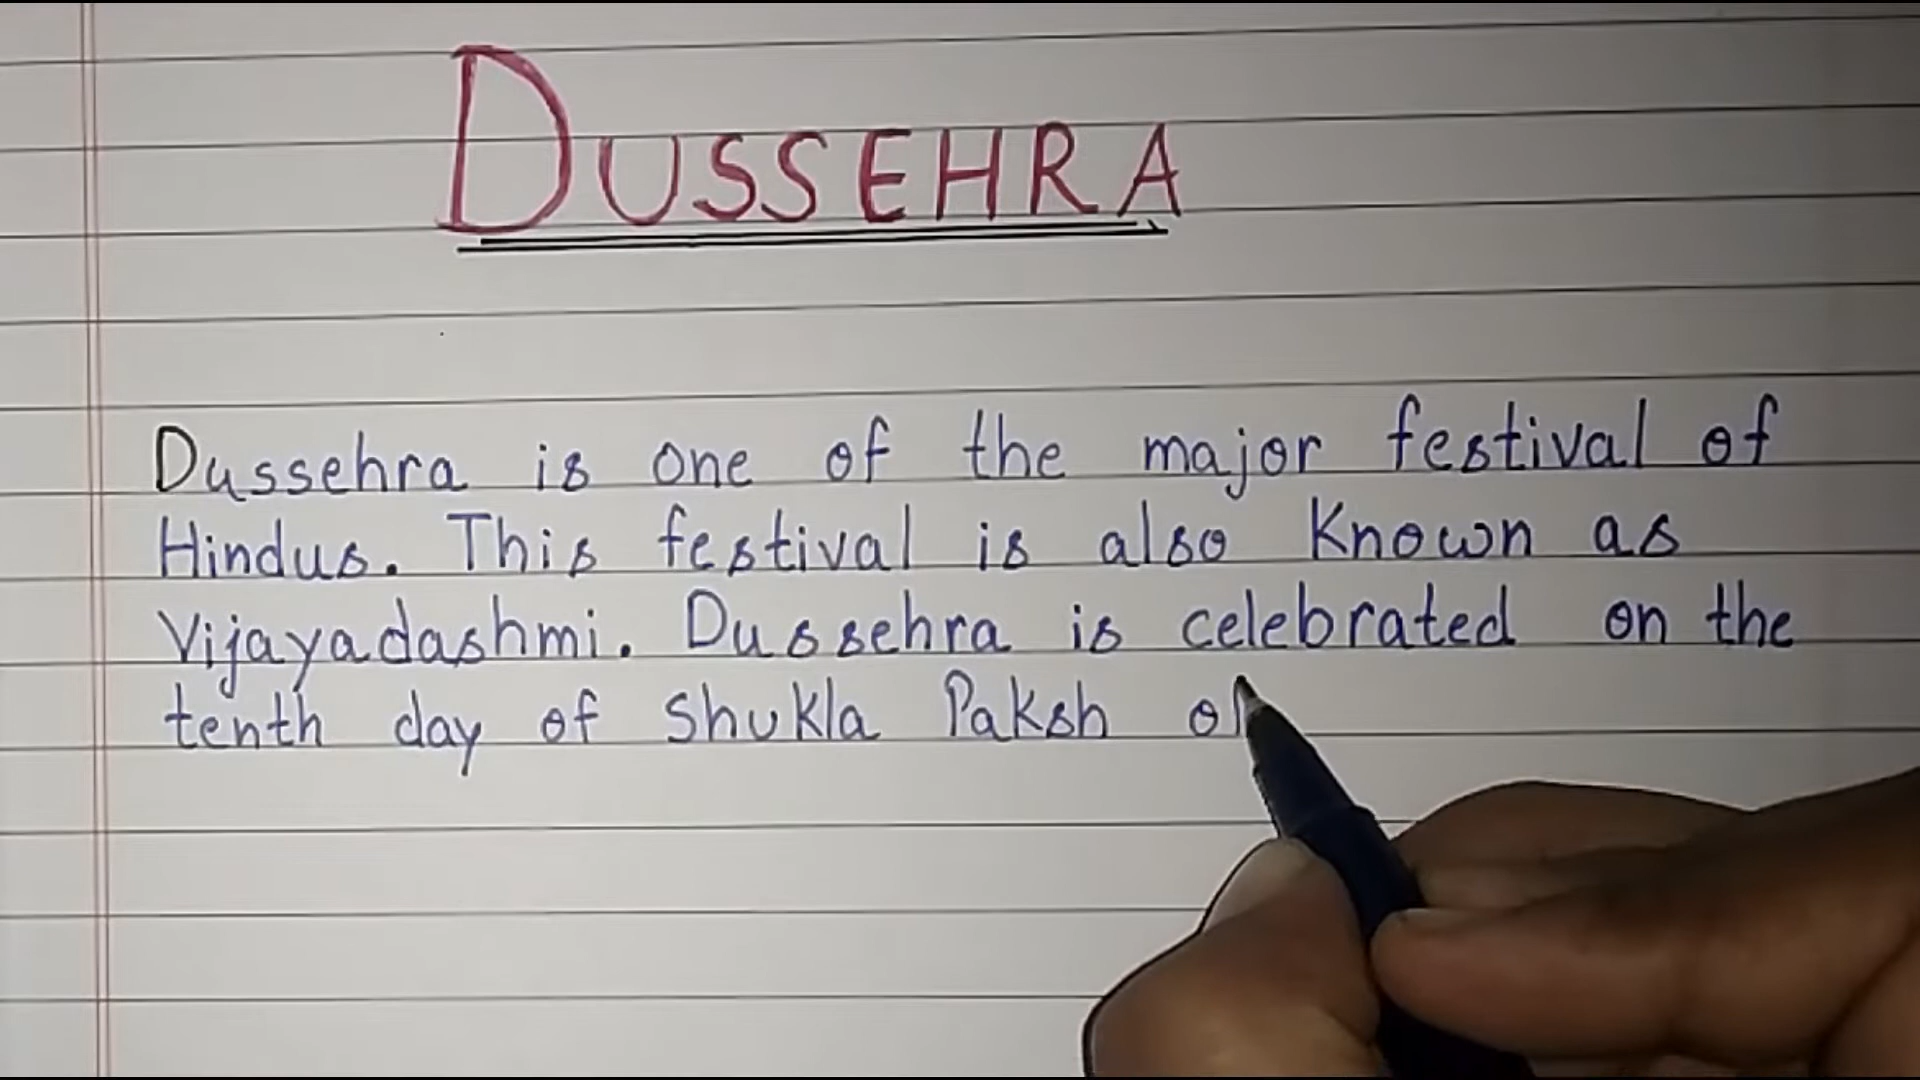 DUSSEHRA
Dussehra is one of the major festival of
Hindus. This festival is also Known as
Vijayadashmi. Dussehra is celebrated on the
tenth day of Shukla Paksh